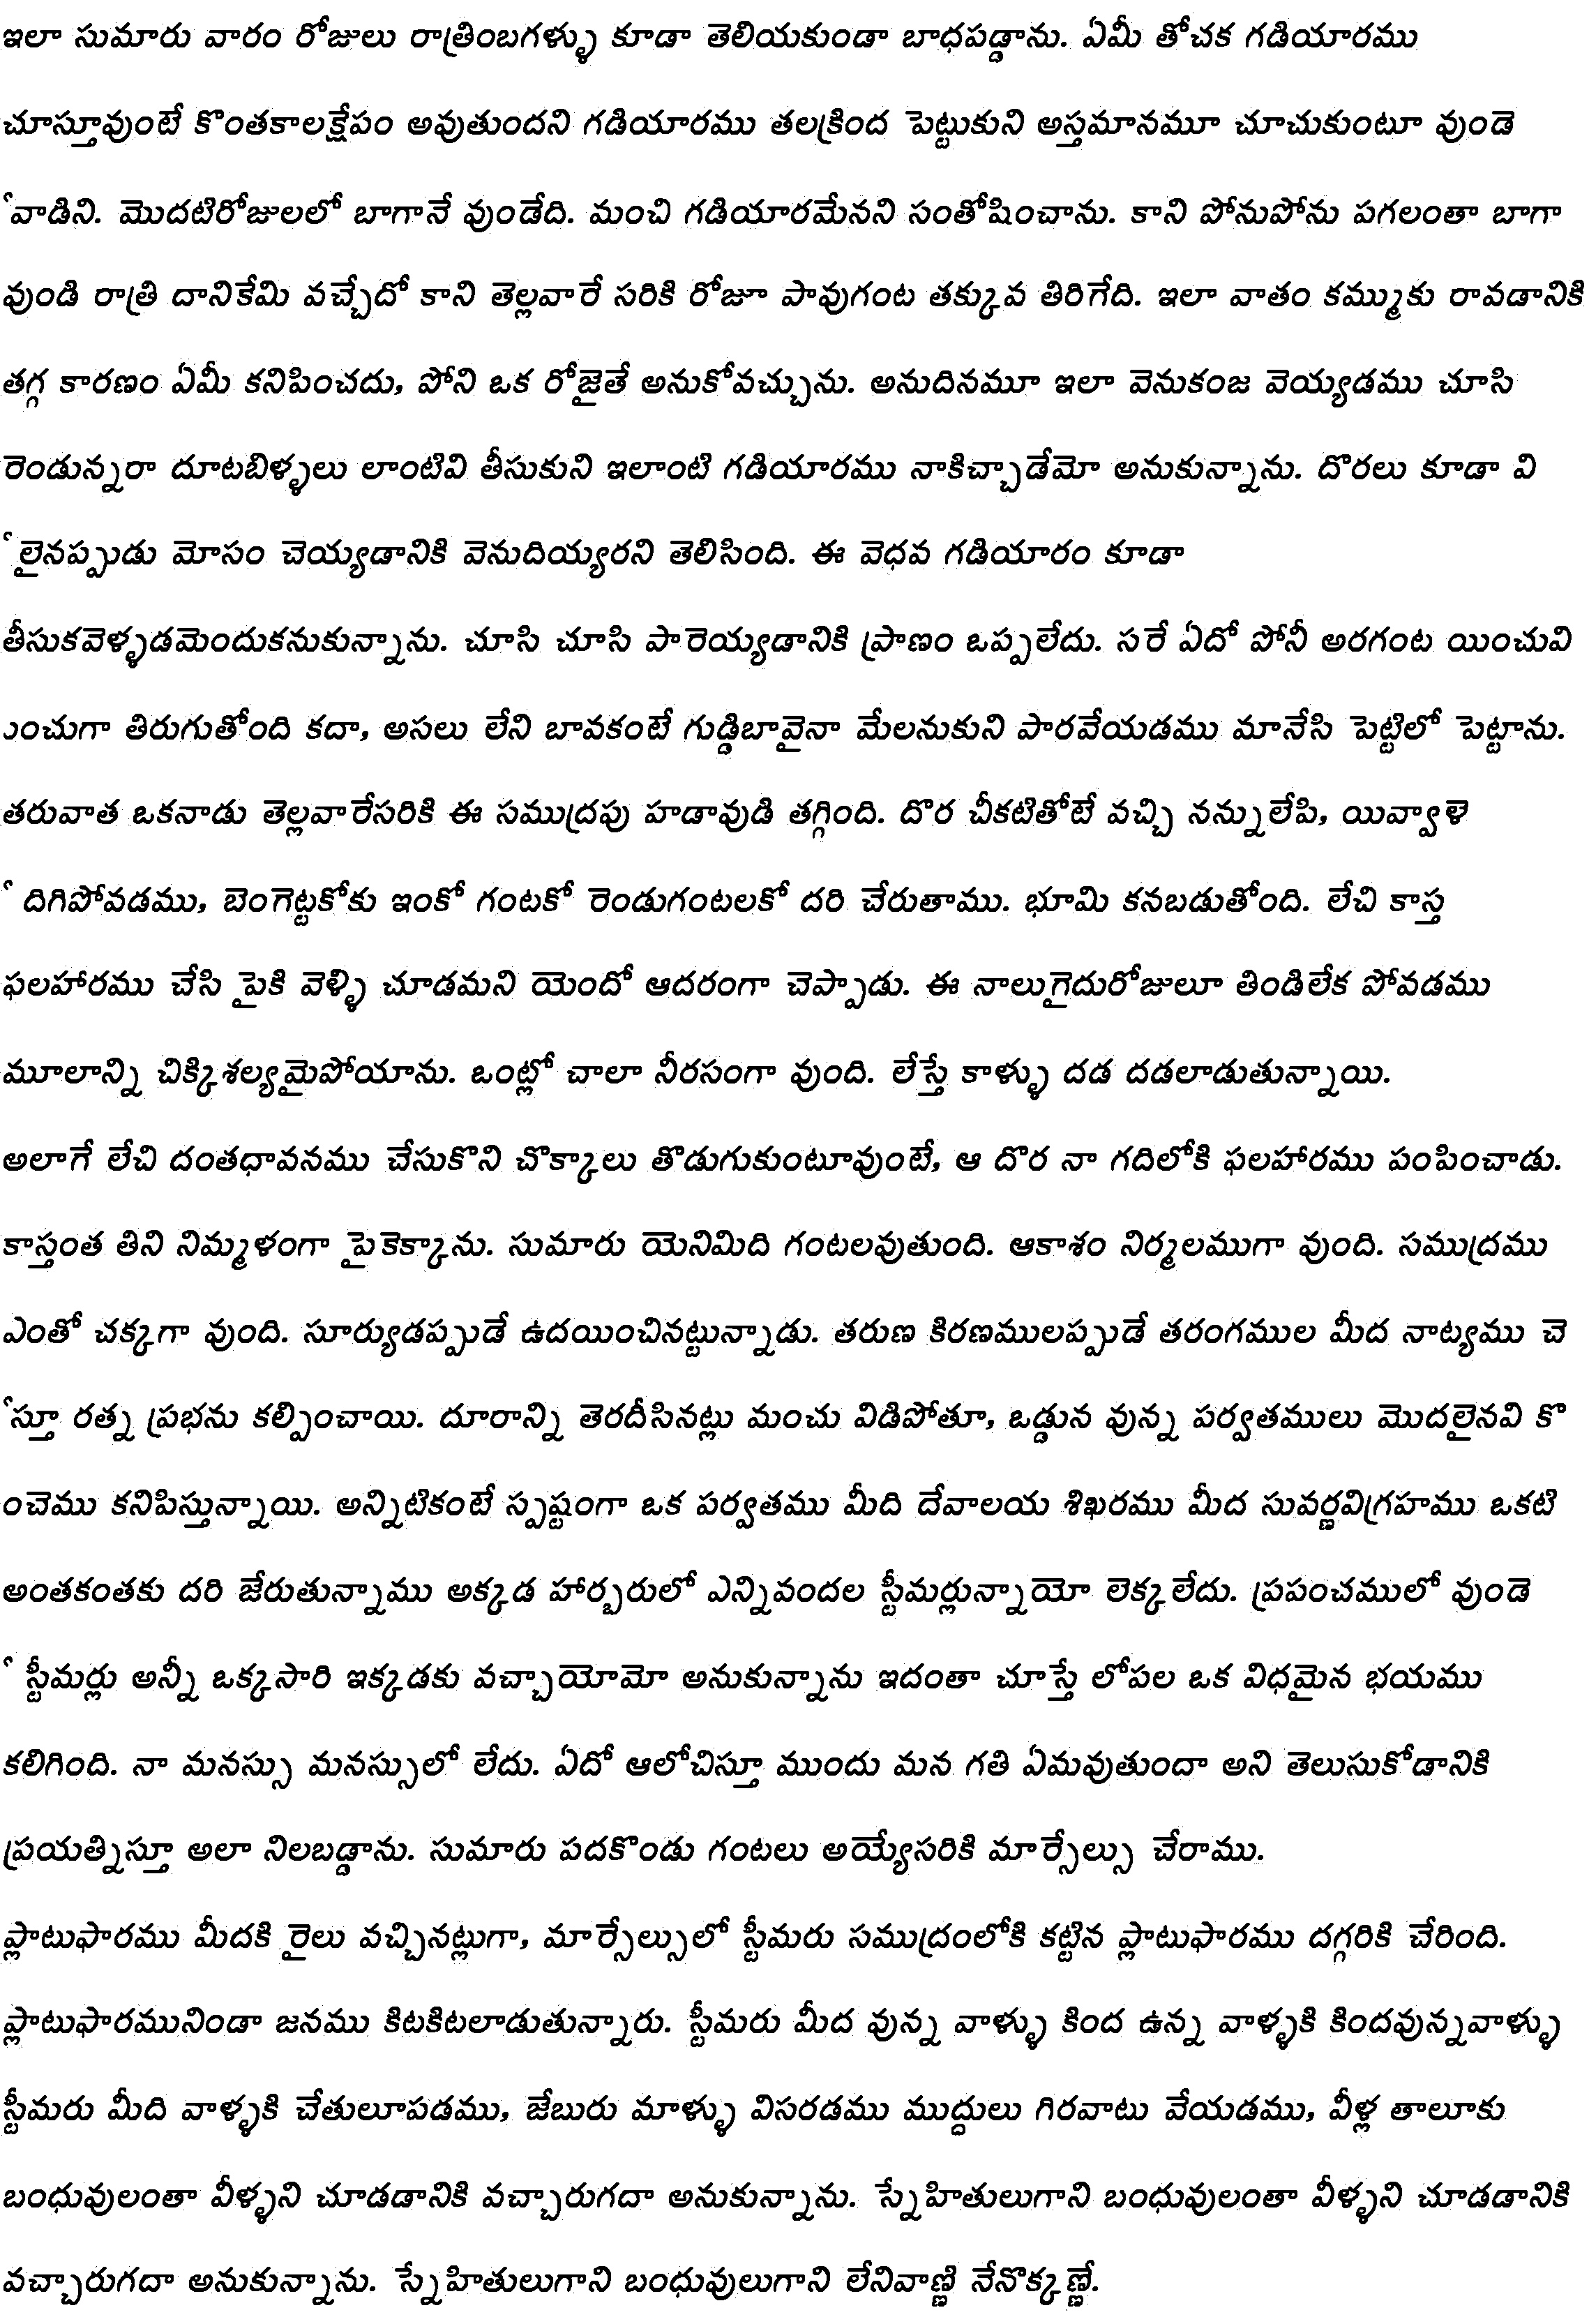 ఇలా సుమారు వారం రోజులు రాత్రింబగళ్ళు కూడా తెలియకుండా బాధపడ్డాను. ఏమీ తోచక గడియారము
చూస్తూవుంటే కొంతకాలక్షేపం అవుతుందని గడియారము తలక్రింద పెట్టుకుని అస్తమానమూ చూచుకుంటూ వుండె
ేవాడిని. మొదటిరోజులలో బాగానే వుండేది. మంచి గడియారమేనని సంతోషించాను. కాని పోనుపోను పగలంతా బాగా
వుండి రాత్రి దానికేమి వచ్చేదో కాని తెల్లవారే సరికి రోజూ పావుగంట తక్కువ తిరిగేది. ఇలా వాతం కమ్ముకు రావడానికి
తగ్గ కారణం ఏమీ కనిపించదు, పోని ఒక రోజైతే అనుకోవచ్చును. అనుదినమూ ఇలా వెనుకంజ వెయ్యడము చూసి
రెండున్నరా దూటబిళ్ళలు లాంటివి తీసుకుని ఇలాంటి గడియారము నాకిచ్చాడేమో అనుకున్నాను. దొరలు కూడా వి
ేలైనప్పుడు మోసం చెయ్యడానికి వెనుదియ్యరని తెలిసింది. ఈ వెధవ గడియారం కూడా
తీసుకవెళ్ళడమెందుకనుకున్నాను. చూసి చూసి పారెయ్యడానికి ప్రాణం ఒప్పలేదు. సరే ఏదో పోనీ అరగంట యించువి
ుంచుగా తిరుగుతోంది కదా, అసలు లేని బావకంటే గుడ్డిబావైనా మేలనుకుని పారవేయడము మానేసి పెట్టిలో పెట్టాను.
తరువాత ఒకనాడు తెల్లవారేసరికి ఈ సముద్రపు హడావుడి తగ్గింది. దొర చీకటితోటే వచ్చి నన్నులేపి, యివ్వాళె
ే దిగిపోవడము, బెంగెట్టకోకు ఇంకో గంటకో రెండుగంటలకో దరి చేరుతాము. భూమి కనబడుతోంది. లేచి కాస్త
ఫలహారము చేసి పైకి వెళ్ళి చూడమని యెందో ఆదరంగా చెప్పాడు. ఈ నాలుగైదురోజులూ తిండిలేక పోవడము
మూలాన్ని చిక్కిశల్యమైపోయాను. ఒంట్లో చాలా నీరసంగా వుంది. లేస్తే కాళ్ళు దడ దడలాడుతున్నాయి.
అలాగే లేచి దంతధావనము చేసుకొని చొక్కాలు తొడుగుకుంటూవుంటే, ఆ దొర నా గదిలోకి ఫలహారము పంపించాడు.
కాస్తంత తిని నిమ్మళంగా పైకెక్కాను. సుమారు యెనిమిది గంటలవుతుంది. ఆకాశం నిర్మలముగా వుంది. సముద్రము
ఎంతో చక్కగా వుంది. సూర్యుడప్పుడే ఉదయించినట్టున్నాడు. తరుణ కిరణములప్పుడే తరంగముల మీద నాట్యము చె
ేస్తూ రత్న ప్రభను కల్పించాయి. దూరాన్ని తెరదీసినట్లు మంచు విడిపోతూ, ఒడ్డున వున్న పర్వతములు మొదలైనవి కొ
ంచెము కనిపిస్తున్నాయి. అన్నిటికంటే స్పష్టంగా ఒక పర్వతము మీది దేవాలయ శిఖరము మీద సువర్ణవిగ్రహము ఒకటి
అంతకంతకు దరి జేరుతున్నాము అక్కడ హార్బరులో ఎన్నివందల స్టీమర్లున్నాయో లెక్కలేదు. ప్రపంచములో వుండె
ే స్టీమర్లు అన్నీ ఒక్కసారి ఇక్కడకు వచ్చాయోమో అనుకున్నాను ఇదంతా చూస్తే లోపల ఒక విధమైన భయము
కలిగింది. నా మనస్సు మనస్సులో లేదు. ఏదో ఆలోచిస్తూ ముందు మన గతి ఏమవుతుందా అని తెలుసుకోడానికి
ప్రయత్నిస్తూ అలా నిలబడ్డాను. సుమారు పదకొండు గంటలు అయ్యేసరికి మార్సేల్సు చేరాము.
ప్లాటుఫారము మీదకి రైలు వచ్చినట్లుగా, మార్సేల్సులో స్టీమరు సముద్రంలోకి కట్టిన ప్లాటుఫారము దగ్గరికి చేరింది.
ప్లాటుఫారమునిండా జనము కిటకిటలాడుతున్నారు. స్టీమరు మీద వున్న వాళ్ళు కింద ఉన్న వాళ్ళకి కిందవున్నవాళ్ళు
స్టీమరు మీది వాళ్ళకి చేతులూపడము, జేబురు మాళ్ళు విసరడము ముద్దులు గిరవాటు వేయడము, వీళ్ల తాలూకు
బంధువులంతా వీళ్ళని చూడడానికి వచ్చారుగదా అనుకున్నాను. స్నేహితులుగాని బంధువులంతా వీళ్ళని చూడడానికి
వచ్చారుగదా అనుకున్నాను. స్నేహితులుగాని బంధువులుగాని లేనివాణ్ణి నేనొక్కణ్ణే.